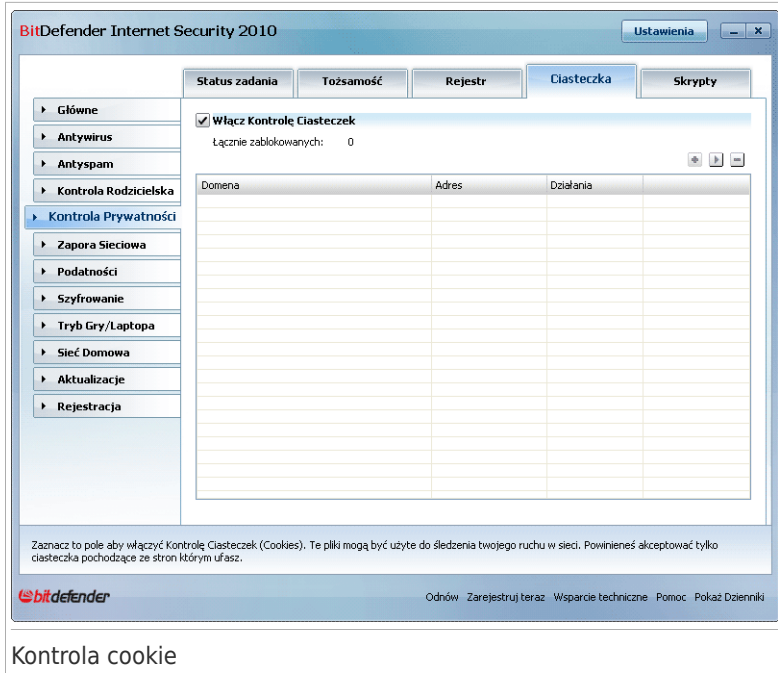 BitDefender Internet Security 2010
Ustawienia
Status zadania Tożsamość Rejestr Ciasteczka Skrypty
Główne
Antywirus
Antyspam
Kontrola Rodzicielska
Kontrola Prywatności
Zapora Sieciowa
Podatności
Szyfrowanie
Tryb Gry/Laptopa
Sieć Domowa
Aktualizacje
Rejestracja
Włącz Kontrolę Ciasteczek
Łącznie zablokowanych: 0
Domena Adres Działania
Zaznacz to pole aby włączyć Kontrolę Ciasteczek (Cookies). Te pliki mogą być użyte do śledzenia twojego ruchu w sieci. Powinieneś akceptować tylko
ciasteczka pochodzące ze stron którym ufasz.
bitdefender
Odnów Zarejestruj teraz Wsparcie techniczne Pomoc Pokaż Dzienniki
Kontrola cookie